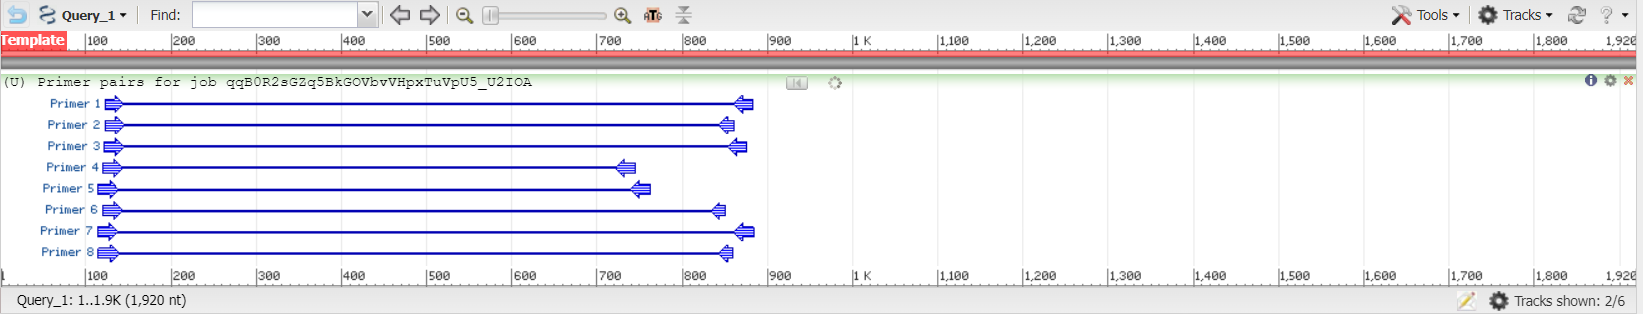 Query_1 Find: ATG Tools Tracks ?
Template 100 200 300 400 500 600 700 800 900 1 K 1,100 1,200 1,300 1,400 1,500 1,600 1,700 1,800 1,920
(U) Primer pairs for job qqB0R2sGZq5BkGOVbvVHpxTuVpU5_U2IOA
Primer 1
Primer 2
Primer 3
Primer 4
Primer 5
Primer 6
Primer 7
Primer 8
1 100 200 300 400 500 600 700 800 900 1 K 1,100 1,200 1,300 1,400 1,500 1,600 1,700 1,800 1,920
Query_1: 1..1.9K (1,920 nt) Tracks shown: 2/6